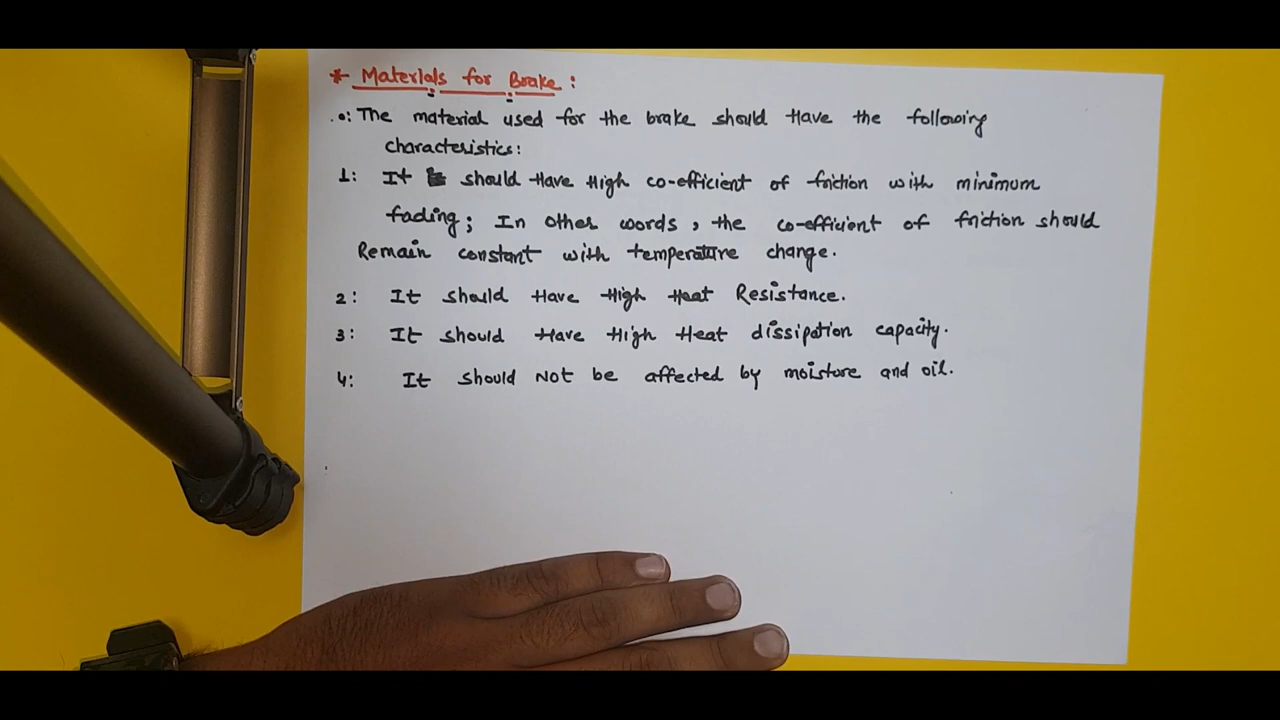 * Materials for Brake :
•: The material used for the brake should Have the following
characteristics:
1: It should Have High co-efficient of friction with minimum
fading; In other words, the co-efficient of friction should
Remain constant with temperature change.
2: It should Have High Heat Resistance.
3: It should Have High Heat dissipation capacity.
4: It should Not be affected by moisture and oil.